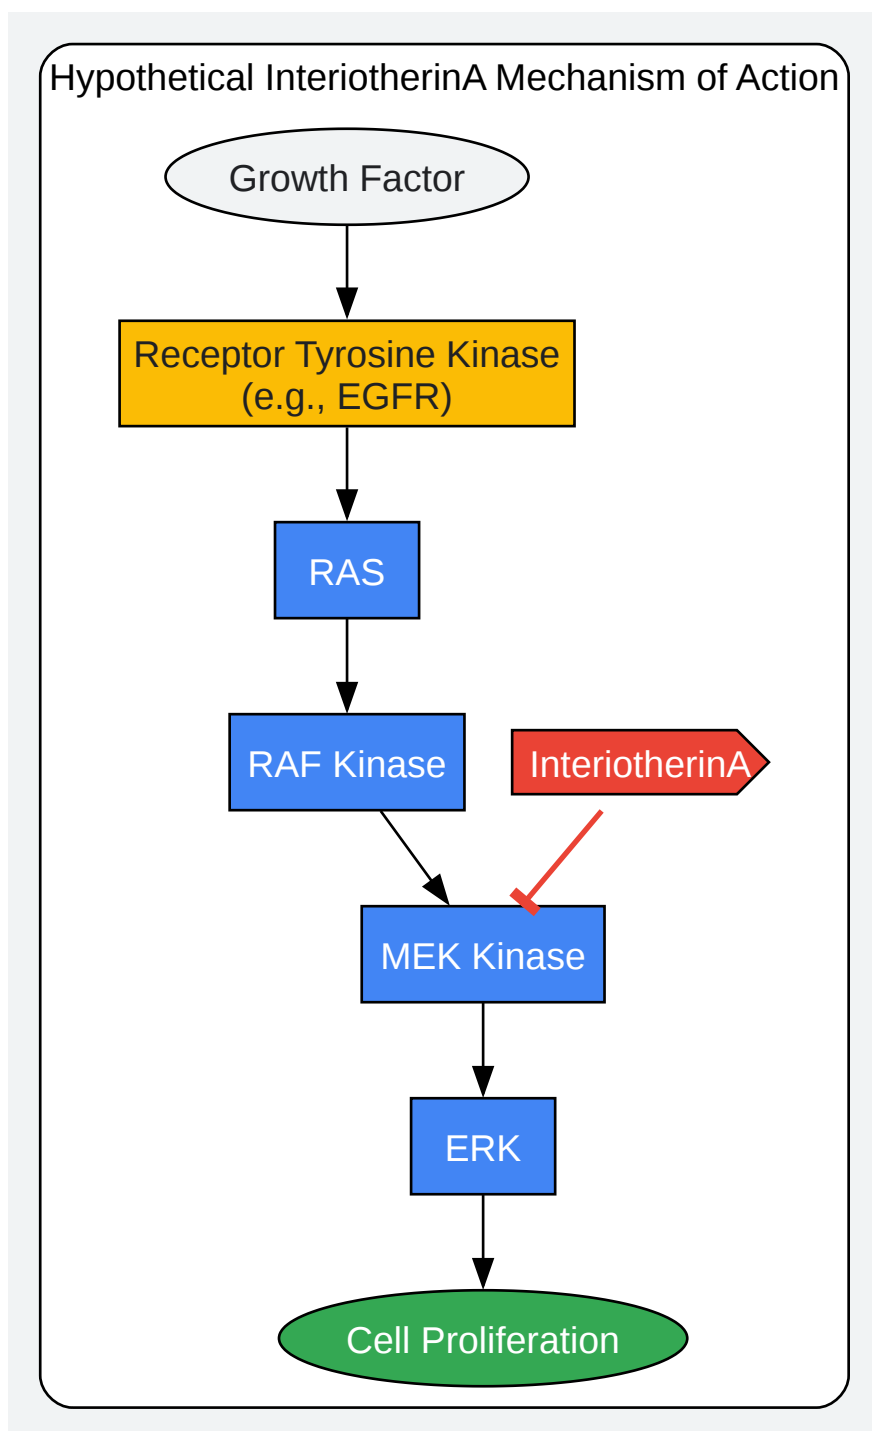 Hypothetical InteriotherinA Mechanism of Action
Growth Factor
Receptor Tyrosine Kinase
(e.g., EGFR)
RAS
RAF Kinase
InteriotherinA
MEK Kinase
ERK
Cell Proliferation